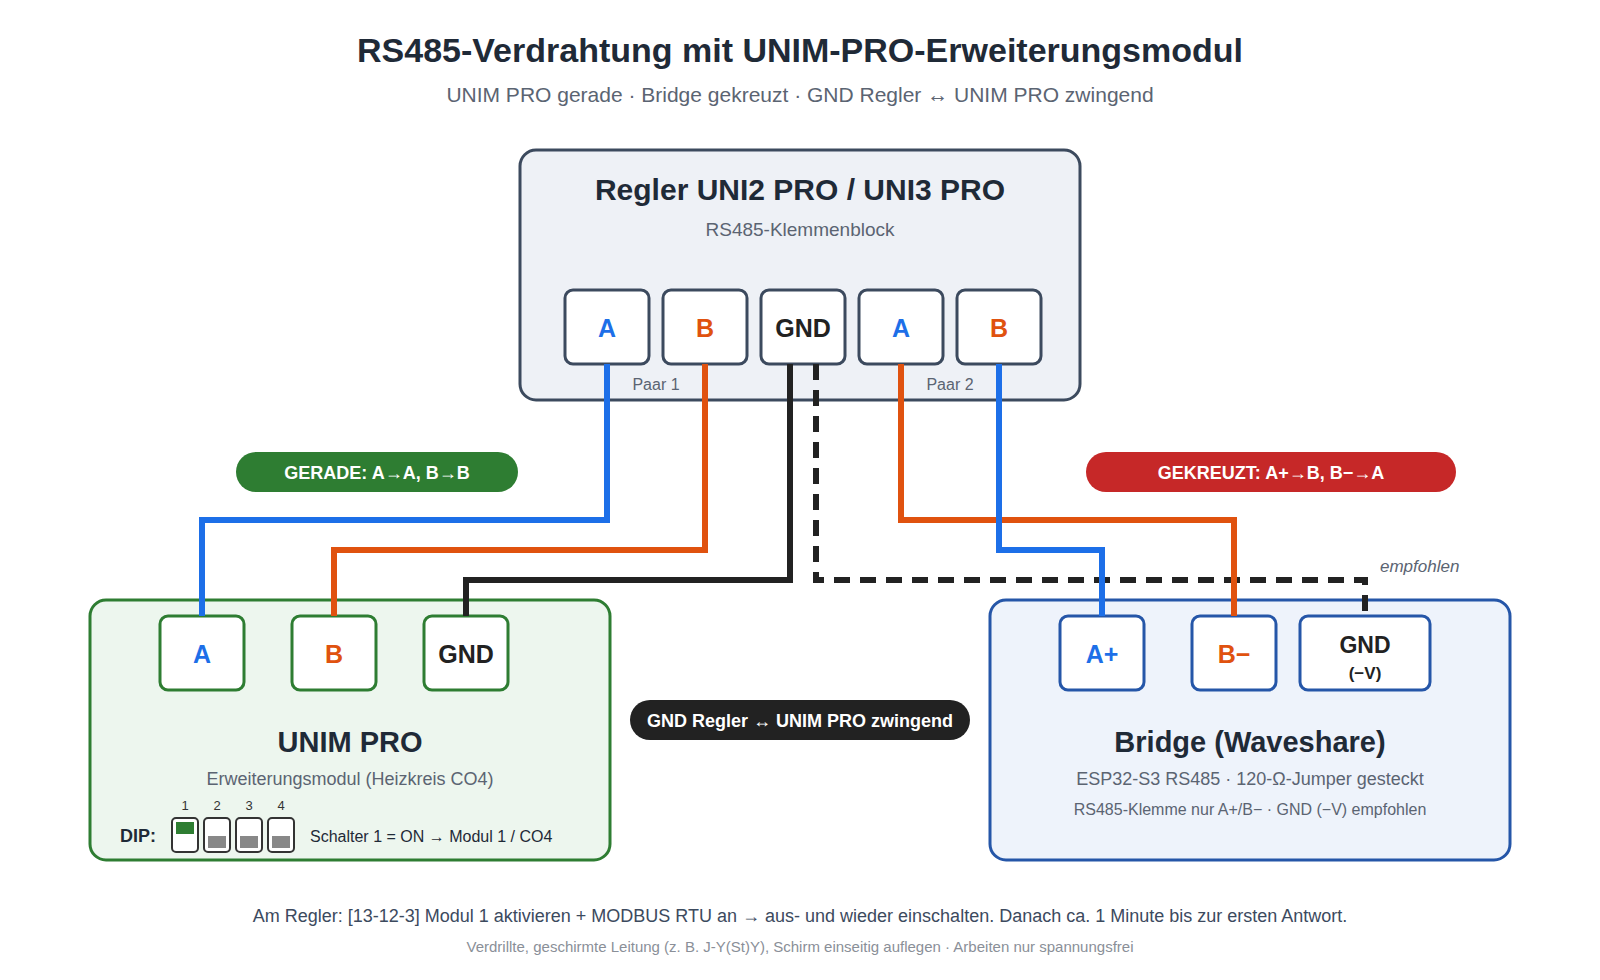 RS485-Verdrahtung mit UNIM-PRO-Erweiterungsmodul
UNIM PRO gerade · Bridge gekreuzt · GND Regler ↔ UNIM PRO zwingend
Regler UNI2 PRO / UNI3 PRO
RS485-Klemmenblock
A B GND A B
Paar 1 Paar 2
GERADE: A→A, B→B
GEKREUZT: A+→B, B−→A
empfohlen
A B GND
A+ B− GND
(−V)
GND Regler ↔ UNIM PRO zwingend
UNIM PRO
Erweiterungsmodul (Heizkreis CO4)
1 2 3 4
DIP: Schalter 1 = ON → Modul 1 / CO4
Bridge (Waveshare)
ESP32-S3 RS485 · 120-Ω-Jumper gesteckt
RS485-Klemme nur A+/B− · GND (−V) empfohlen
Am Regler: [13-12-3] Modul 1 aktivieren + MODBUS RTU an → aus- und wieder einschalten. Danach ca. 1 Minute bis zur ersten Antwort.
Verdrillte, geschirmte Leitung (z. B. J-Y(St)Y), Schirm einseitig auflegen · Arbeiten nur spannungsfrei